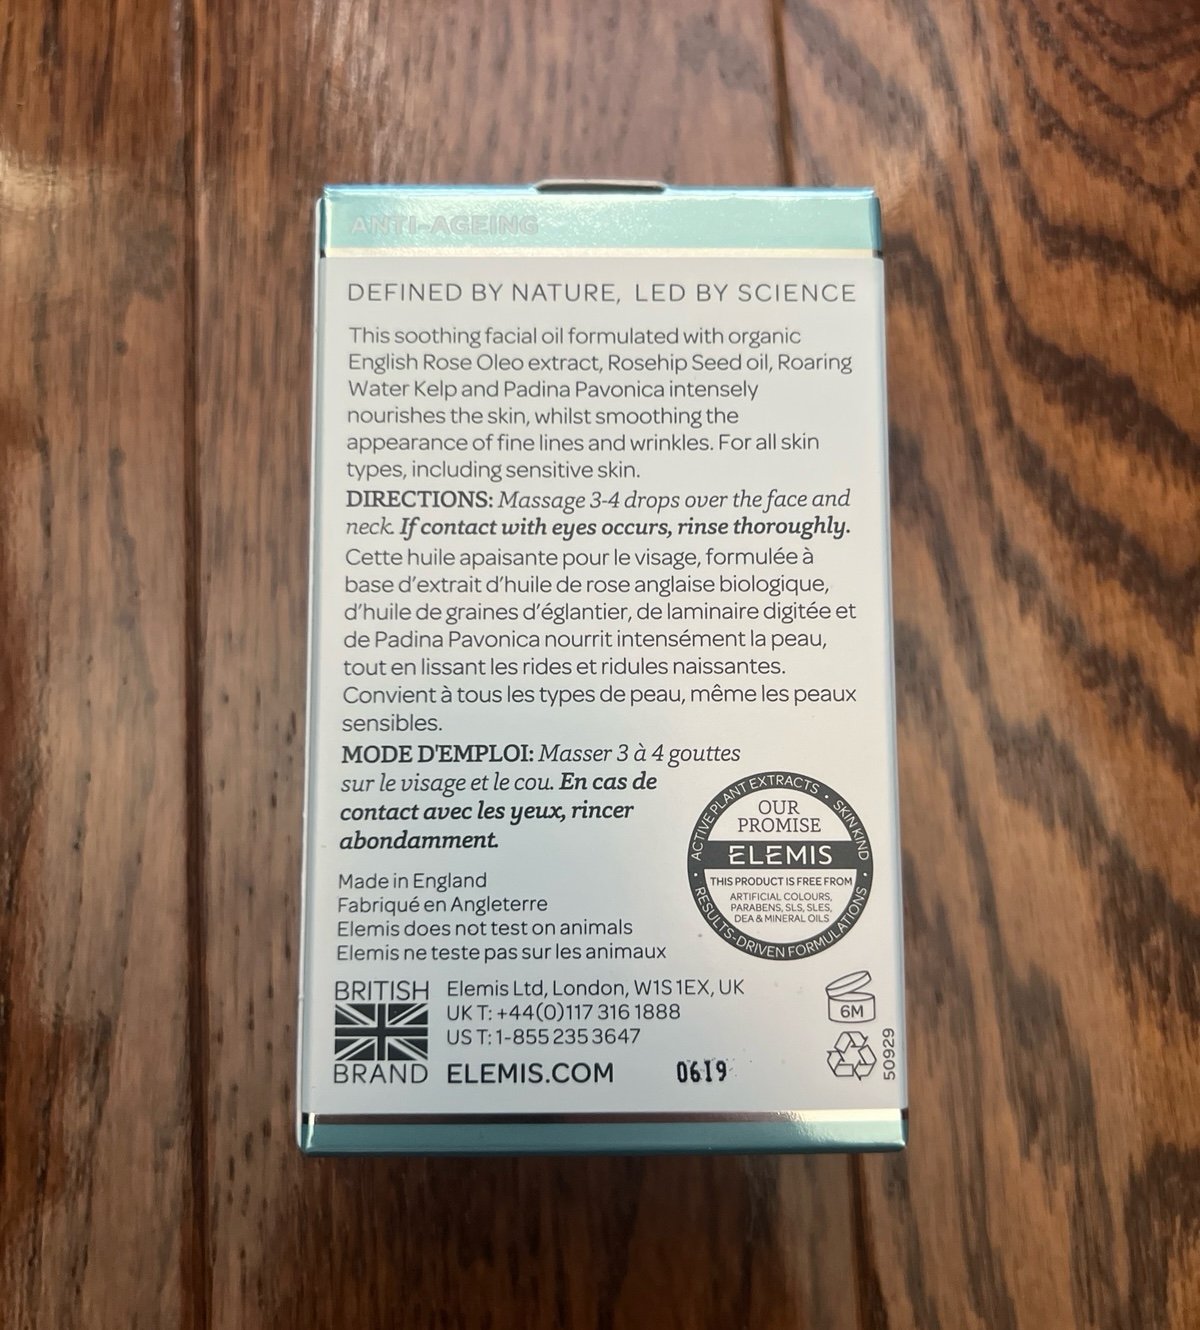 ANTI-AGEING
DEFINED BY NATURE, LED BY SCIENCE
This soothing facial oil formulated with organic
English Rose Oleo extract, Rosehip Seed oil, Roaring
Water Kelp and Padina Pavonica intensely
nourishes the skin, whilst smoothing the
appearance of fine lines and wrinkles. For all skin
types, including sensitive skin.
DIRECTIONS: Massage 3-4 drops over the face and
neck. If contact with eyes occurs, rinse thoroughly.
Cette huile apaisante pour le visage, formulée à
base d'extrait d'huile de rose anglaise biologique,
d'huile de graines d'églantier, de laminaire digitée et
de Padina Pavonica nourrit intensément la peau,
tout en lissant les rides et ridules naissantes.
Convient à tous les types de peau, même les peaux
sensibles.
MODE D'EMPLOI: Masser 3 à 4 gouttes
sur le visage et le cou. En cas de
contact avec les yeux, rincer
abondamment.
Made in England
Fabriqué en Angleterre
Elemis does not test on animals
Elemis ne teste pas sur les animaux
ACTIVE PLANT EXTRACTS • SKIN KIND
• RESULTS-DRIVEN FORMULATIONS •
OUR
PROMISE
ELEMIS
THIS PRODUCT IS FREE FROM
ARTIFICIAL COLOURS,
PARABENS, SLS, SLES,
DEA & MINERAL OILS
BRITISH
BRAND
Elemis Ltd, London, W1S 1EX, UK
UK T: +44(0)117 316 1888
US T: 1-855 235 3647
ELEMIS.COM
0619
6M
50929